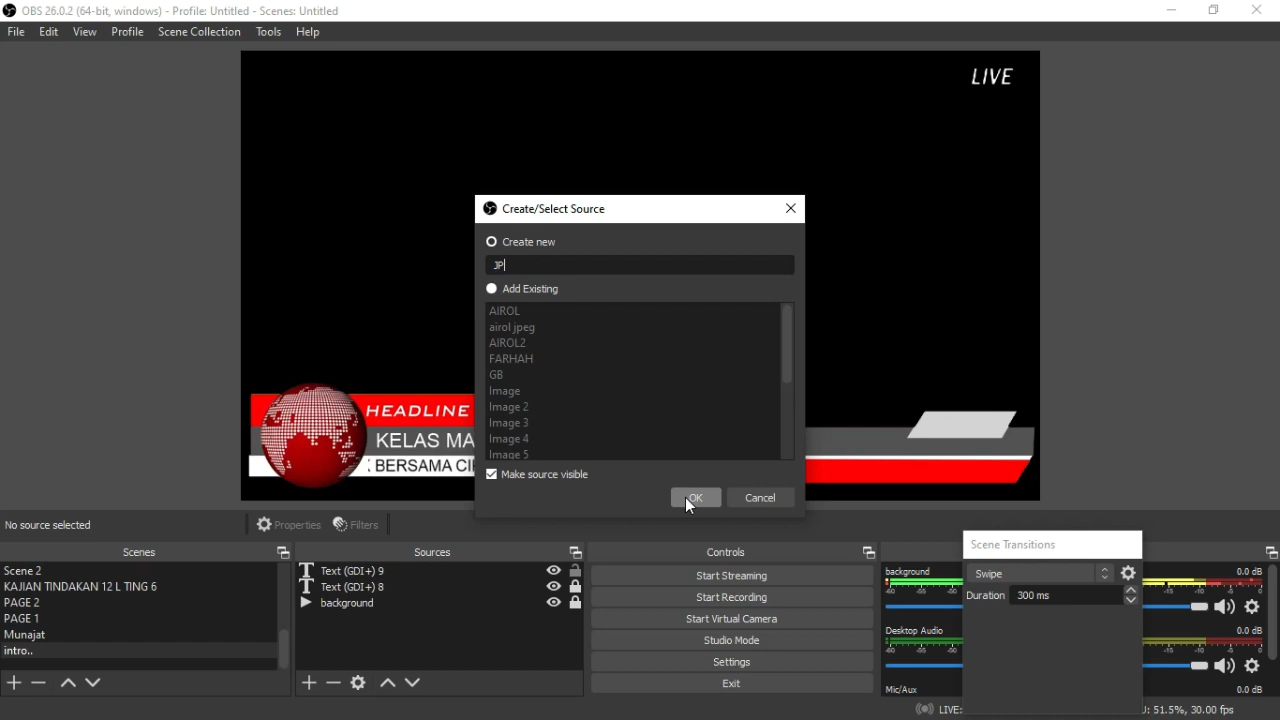 OBS 26.0.2 (64-bit, windows) - Profile: Untitled - Scenes: Untitled
File Edit View Profile Scene Collection Tools Help
LIVE
Create/Select Source
Create new
JP
Add Existing
AIROL
airol jpeg
AIROL2
FARHAH
GB
Image
Image 2
Image 3
Image 4
Image 5
Make source visible
OK Cancel
HEADLINE
KELAS MA
BERSAMA CI
No source selected Properties Filters
Scenes
Scene 2
KAJIAN TINDAKAN 12 L TING 6
PAGE 2
PAGE 1
Munajat
intro..
Sources
Text (GDI+) 9
Text (GDI+) 8
background
Controls
Start Streaming
Start Recording
Start Virtual Camera
Studio Mode
Settings
Exit
background 0.0 dB
Desktop Audio 0.0 dB
Mic/Aux 0.0 dB
Scene Transitions
Swipe
Duration 300 ms
LIVE:
51.5%, 30.00 fps